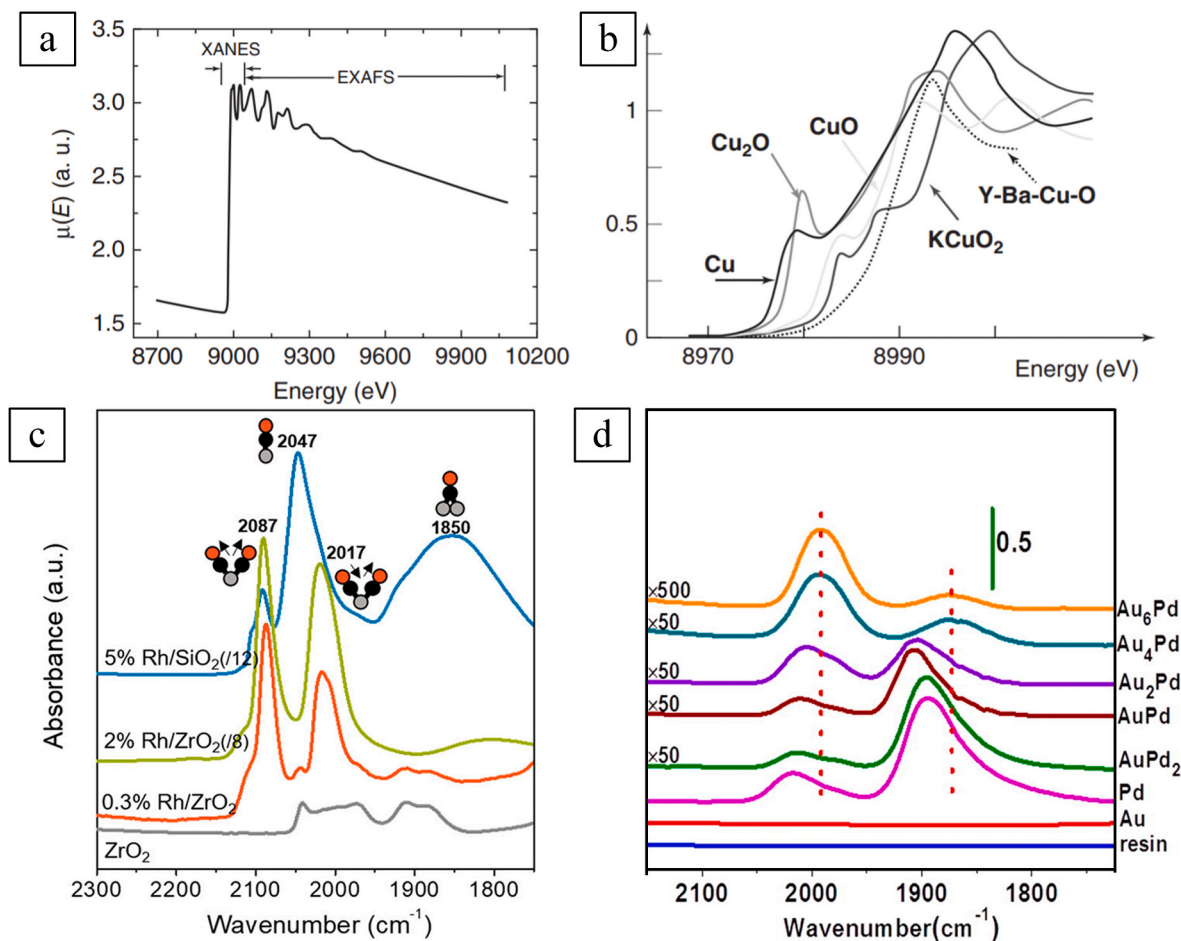 a
XANES
EXAFS
3.5
3.0
2.5
2.0
1.5
μ(E) (a. u.)
8700 9000 9300 9600 9900 10200
Energy (eV)
b
1
0.5
0
Cu₂O
CuO
Y-Ba-Cu-O
KCuO₂
Cu
8970 8990
Energy (eV)
c
2047
2087
2017
1850
5% Rh/SiO₂(/12)
2% Rh/ZrO₂(/8)
0.3% Rh/ZrO₂
ZrO₂
Absorbance (a.u.)
2300 2200 2100 2000 1900 1800
Wavenumber (cm⁻¹)
d
0.5
×500 Au₆Pd
×50 Au₄Pd
×50 Au₂Pd
×50 AuPd
×50 AuPd₂
Pd
Au
resin
2100 2000 1900 1800
Wavenumber(cm⁻¹)